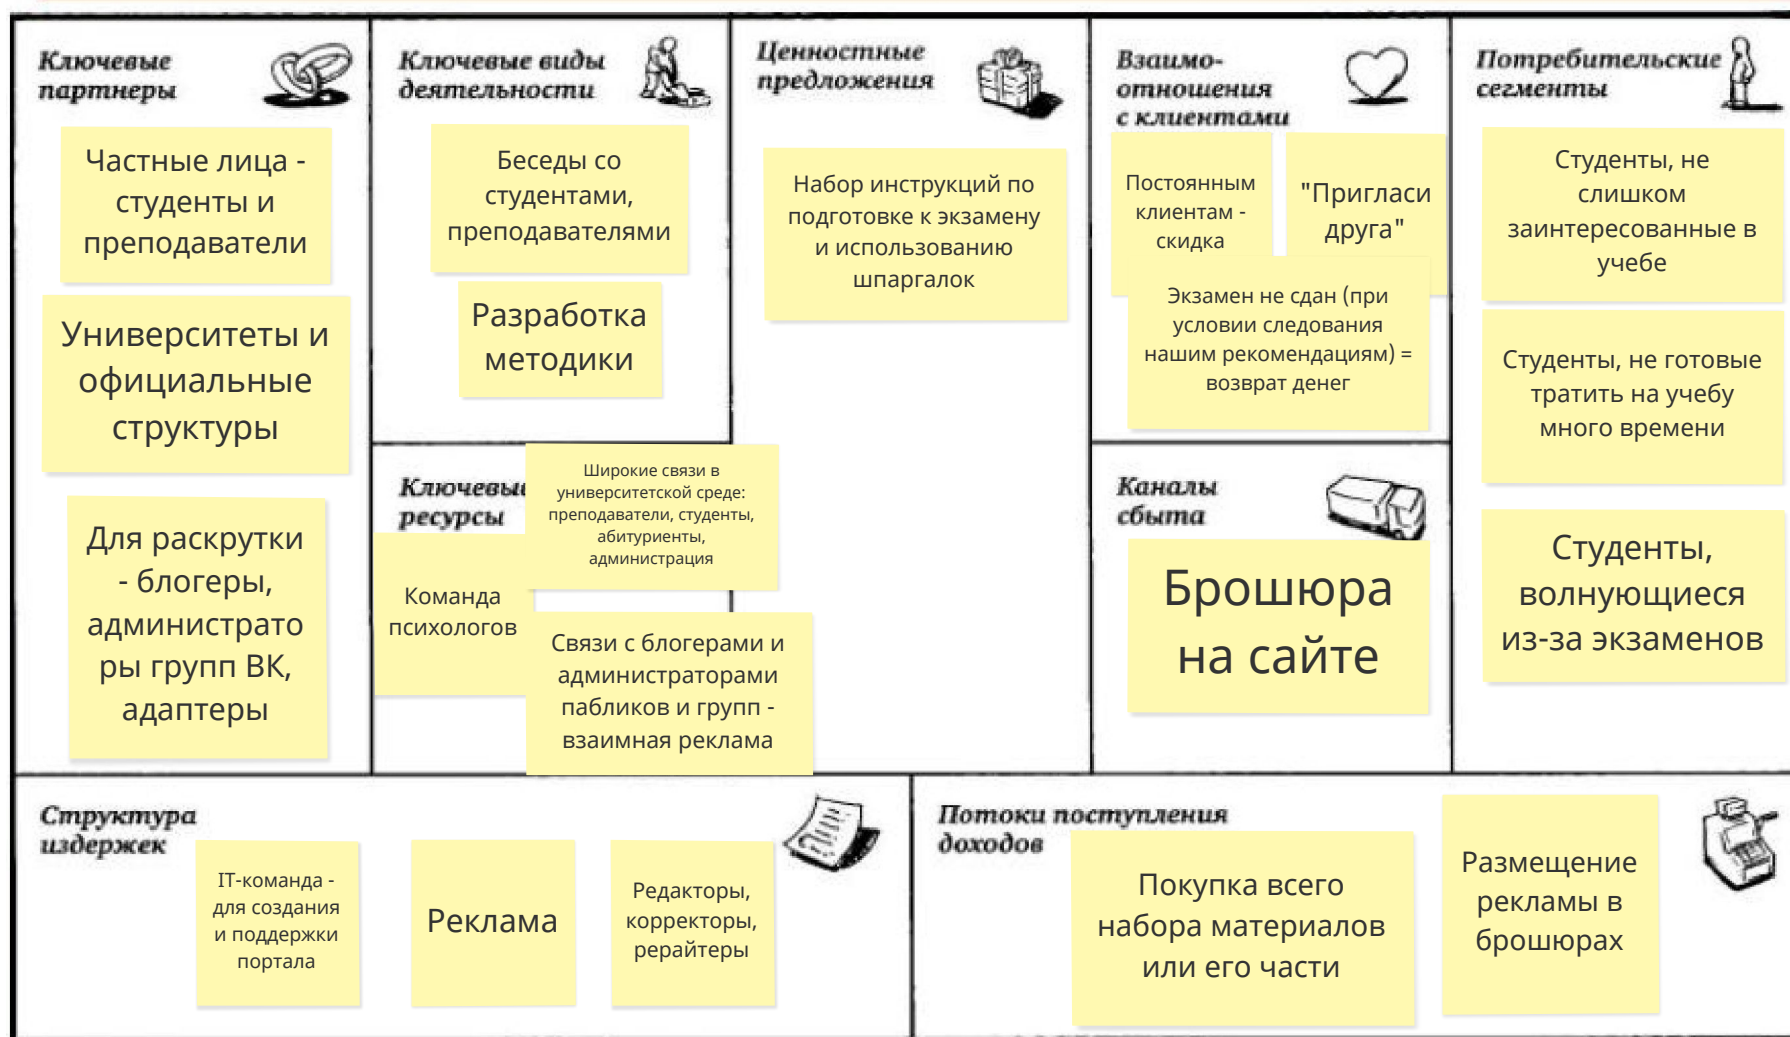 Ключевые
партнеры
Частные лица -
студенты и
преподаватели
Университеты и
официальные
структуры
Для раскрутки
- блогеры,
администрато
ры групп ВК,
адаптеры
Ключевые виды
деятельности
Беседы со
студентами,
преподавателями
Разработка
методики
Ключевые
ресурсы
Широкие связи в
университетской среде:
преподаватели, студенты,
абитуриенты,
администрация
Команда
психологов
Связи с блогерами и
администраторами
пабликов и групп -
взаимная реклама
Ценностные
предложения
Набор инструкций по
подготовке к экзамену
и использованию
шпаргалок
Взаимо-
отношения
с клиентами
Постоянным
клиентам -
скидка
"Пригласи
друга"
Экзамен не сдан (при
условии следования
нашим рекомендациям) =
возврат денег
Каналы
сбыта
Брошюра
на сайте
Потребительские
сегменты
Студенты, не
слишком
заинтересованные в
учебе
Студенты, не готовые
тратить на учебу
много времени
Студенты,
волнующиеся
из-за экзаменов
Структура
издержек
IT-команда -
для создания
и поддержки
портала
Реклама
Редакторы,
корректоры,
рерайтеры
Потоки поступления
доходов
Покупка всего
набора материалов
или его части
Размещение
рекламы в
брошюрах